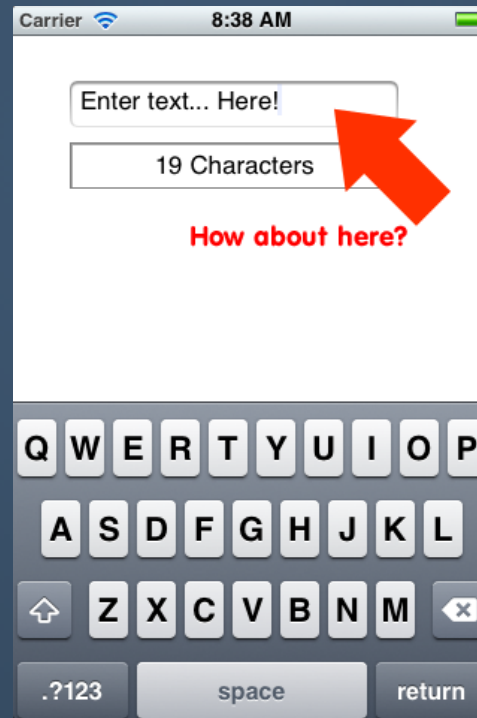 Carrier 8:38 AM
Enter text... Here!
19 Characters
How about here?
Q W E R T Y U I O P
A S D F G H J K L
Z X C V B N M
.?123 space return